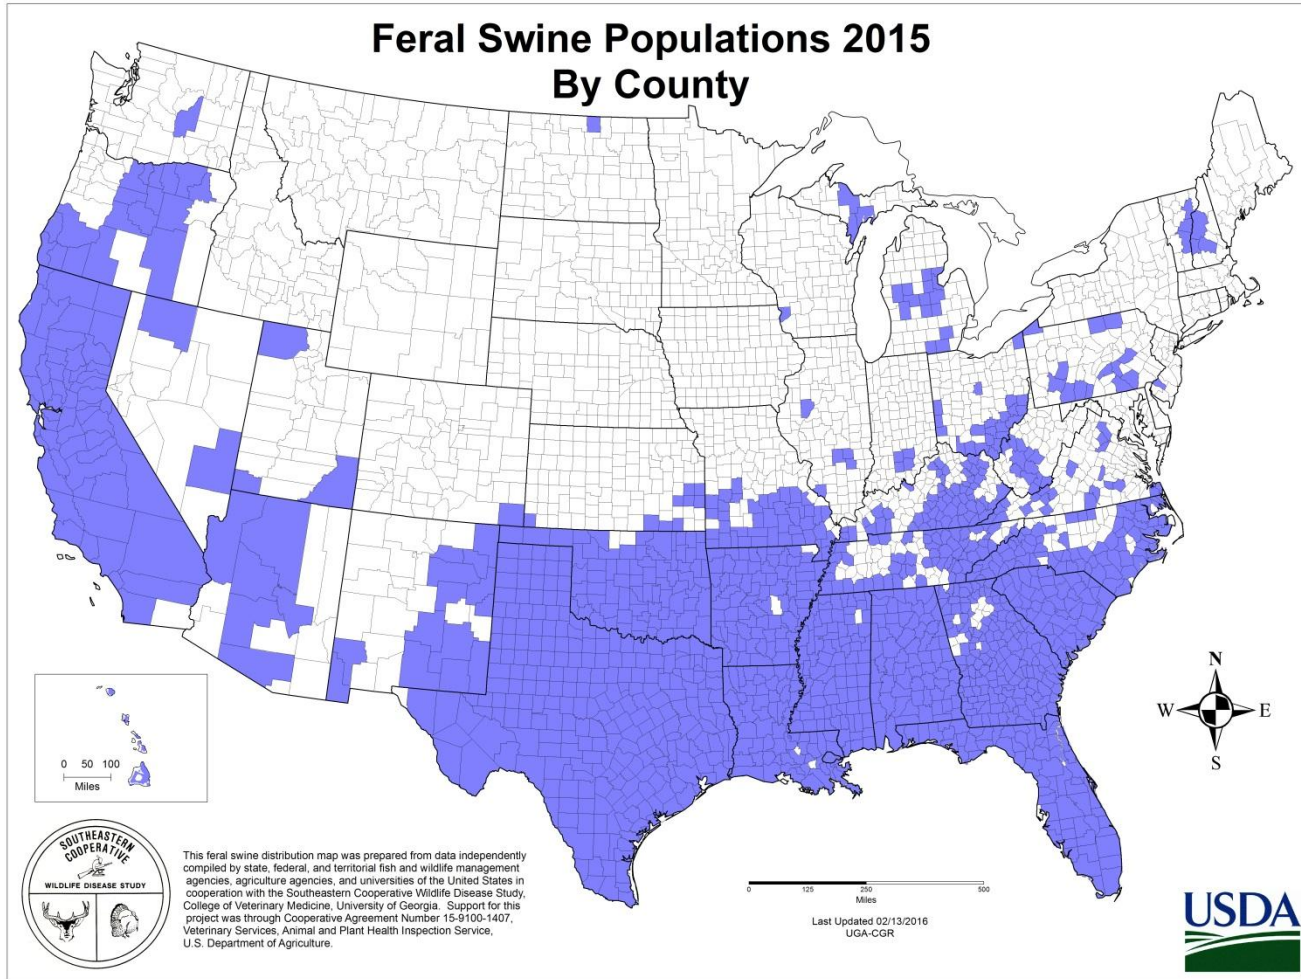 Feral Swine Populations 2015
By County
N
W E
S
0 50 100
Miles
SOUTHEASTERN
COOPERATIVE
WILDLIFE DISEASE STUDY
This feral swine distribution map was prepared from data independently
compiled by state, federal, and territorial fish and wildlife management
agencies, agriculture agencies, and universities of the United States in
cooperation with the Southeastern Cooperative Wildlife Disease Study,
College of Veterinary Medicine, University of Georgia. Support for this
project was through Cooperative Agreement Number 15-9100-1407,
Veterinary Services, Animal and Plant Health Inspection Service,
U.S. Department of Agriculture.
0 125 250 500
Miles
Last Updated 02/13/2016
UGA-CGR
USDA